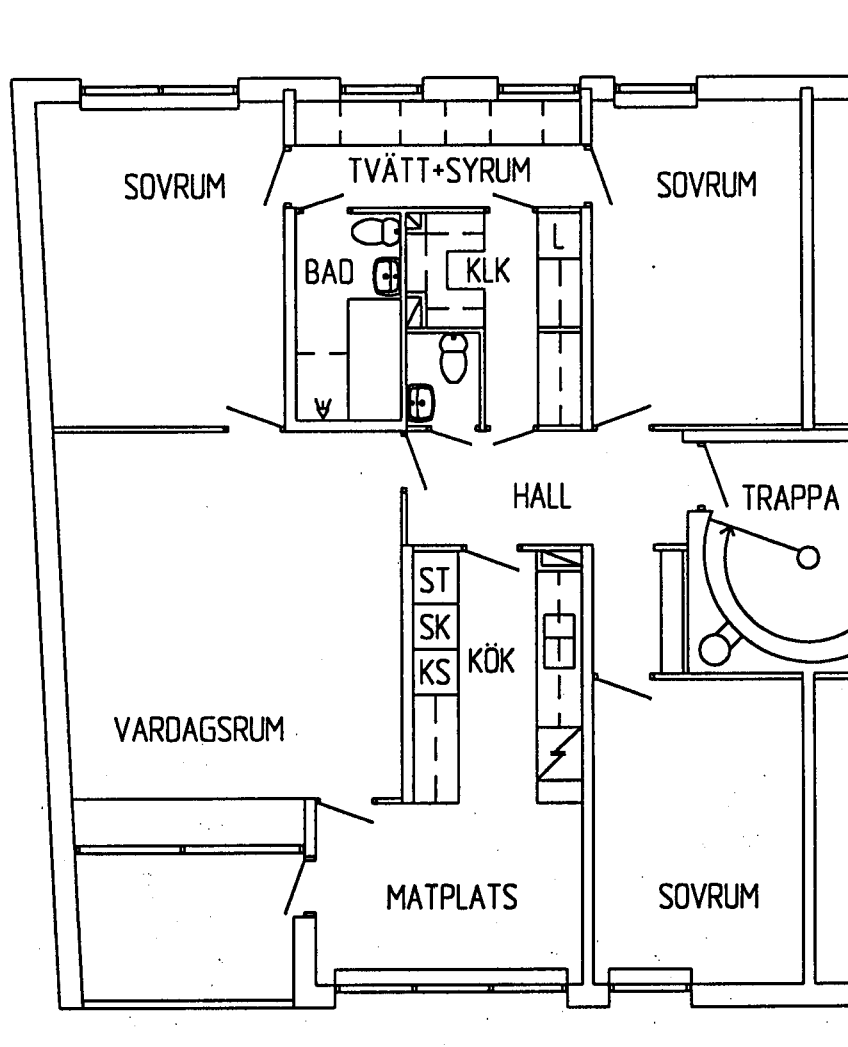 TVÄTT+SYRUM
SOVRUM
SOVRUM
L
BAD
KLK
HALL
TRAPPA
ST
SK
KÖK
KS
VARDAGSRUM
MATPLATS
SOVRUM